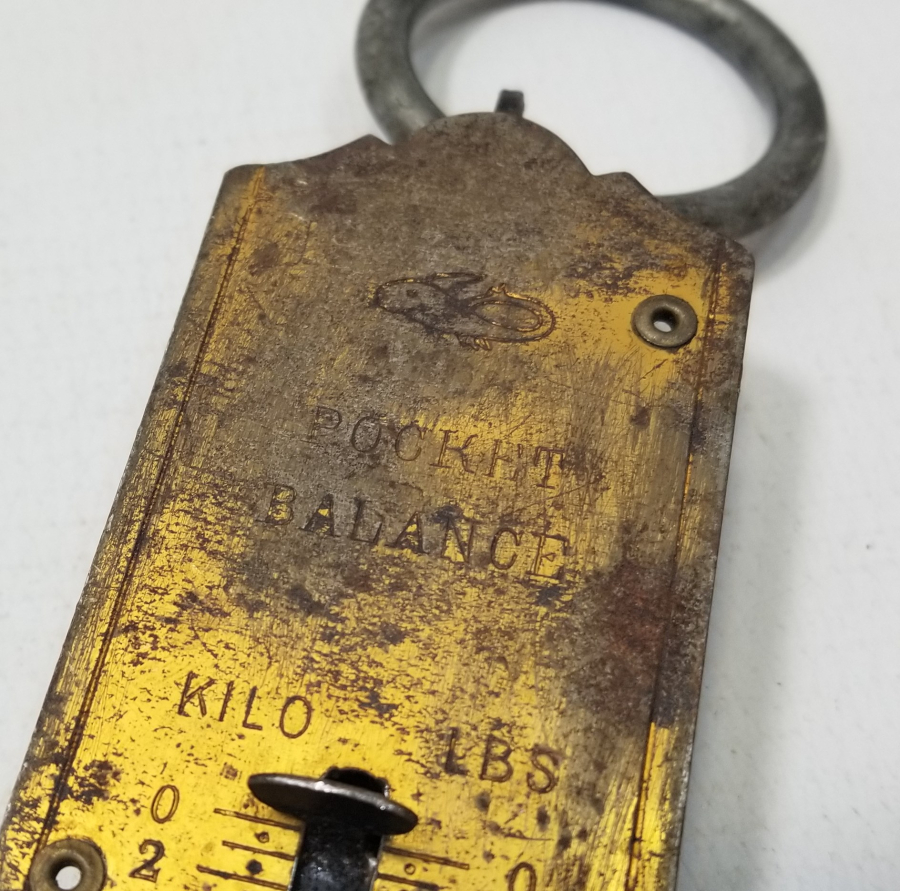 POCKET
BALANCE
KILO LBS
0
2 0